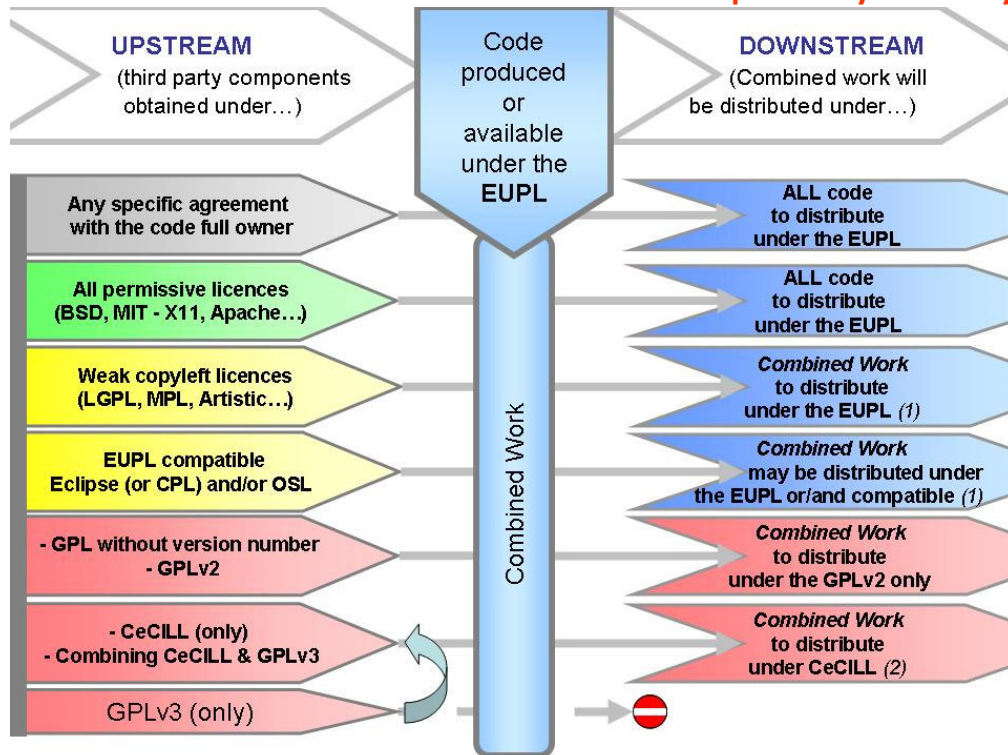 UPSTREAM
(third party components
obtained under…)
Code
produced
or
available
under the
EUPL
DOWNSTREAM
(Combined work will
be distributed under…)
Any specific agreement
with the code full owner
ALL code
to distribute
under the EUPL
All permissive licences
(BSD, MIT - X11, Apache…)
ALL code
to distribute
under the EUPL
Weak copyleft licences
(LGPL, MPL, Artistic…)
Combined Work
to distribute
under the EUPL (1)
EUPL compatible
Eclipse (or CPL) and/or OSL
Combined Work
may be distributed under
the EUPL or/and compatible (1)
- GPL without version number
- GPLv2
Combined Work
to distribute
under the GPLv2 only
- CeCILL (only)
- Combining CeCILL & GPLv3
Combined Work
to distribute
under CeCILL (2)
GPLv3 (only)
Combined Work